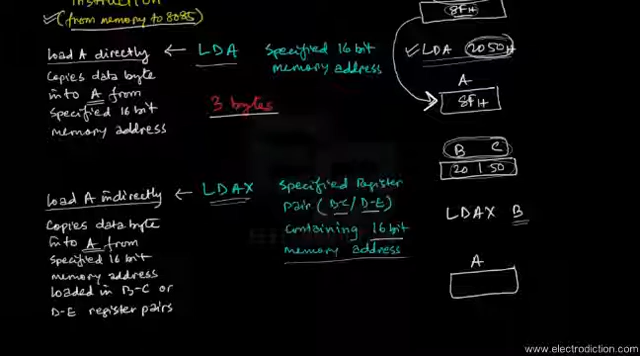 Instruction
(from memory to 8085)
8FH
Load A directly ← LDA Specified 16 bit memory address
Copies data byte
into A from
Specified 16 bit
memory address
3 bytes
LDA 2050H
A
8FH
B C
20 | 50
Load A indirectly ← LDAX Specified Register
pair (B-C/D-E)
containing 16 bit
memory address
Copies data byte
into A from
Specified 16 bit
memory address
loaded in B-C or
D-E register pairs
LDAX B
A
www.electrodiction.com